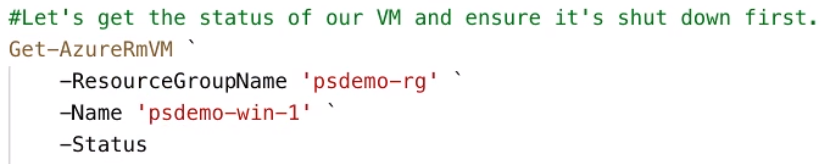 #Let's get the status of our VM and ensure it's shut down first.
Get-AzureRmVM `
    -ResourceGroupName 'psdemo-rg' `
    -Name 'psdemo-win-1' `
    -Status